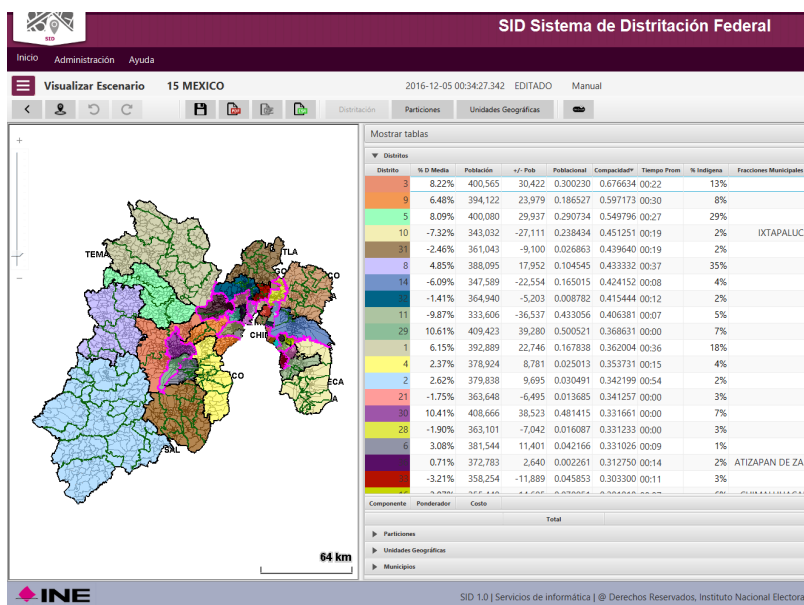 SID
SID Sistema de Distritación Federal
Inicio Administración Ayuda
Visualizar Escenario 15 MEXICO 2016-12-05 00:34:27.342 EDITADO Manual
Distritación Particiones Unidades Geográficas
Mostrar tablas
Distritos
Distrito % D Media Población +/- Pob Poblacional Compacidad Tiempo Prom % Indigena Fracciones Municipales
3 8.22% 400,565 30,422 0.300230 0.676634 00:22 13%
9 6.48% 394,122 23,979 0.186527 0.597173 00:30 8%
5 8.09% 400,080 29,937 0.290734 0.549796 00:27 29%
10 -7.32% 343,032 -27,111 0.238434 0.451251 00:19 2% IXTAPALUC
31 -2.46% 361,043 -9,100 0.026863 0.439640 00:19 2%
8 4.85% 388,095 17,952 0.104545 0.433332 00:37 35%
14 -6.09% 347,589 -22,554 0.165015 0.424152 00:08 4%
-1.41% 364,940 -5,203 0.008782 0.415444 00:12 2%
11 -9.87% 333,606 -36,537 0.433056 0.406381 00:07 5%
29 10.61% 409,423 39,280 0.500521 0.368631 00:00 7%
1 6.15% 392,889 22,746 0.167838 0.362004 00:36 18%
4 2.37% 378,924 8,781 0.025013 0.353731 00:15 4%
2 2.62% 379,838 9,695 0.030491 0.342199 00:54 2%
21 -1.75% 363,648 -6,495 0.013685 0.341257 00:00 3%
30 10.41% 408,666 38,523 0.481415 0.331661 00:00 7%
28 -1.90% 363,101 -7,042 0.016087 0.331233 00:00 3%
6 3.08% 381,544 11,401 0.042166 0.331026 00:09 1%
0.71% 372,783 2,640 0.002261 0.312750 00:14 2% ATIZAPAN DE ZA
-3.21% 358,254 -11,889 0.045853 0.303300 00:11 3%
Componente Ponderador Costo
Total
Particiones
Unidades Geográficas
Municipios
TEMA
TLA
GO
CO
A
CHI
CO
ECA
A
SAL
64 km
INE
SID 1.0 | Servicios de informática | @ Derechos Reservados, Instituto Nacional Electora